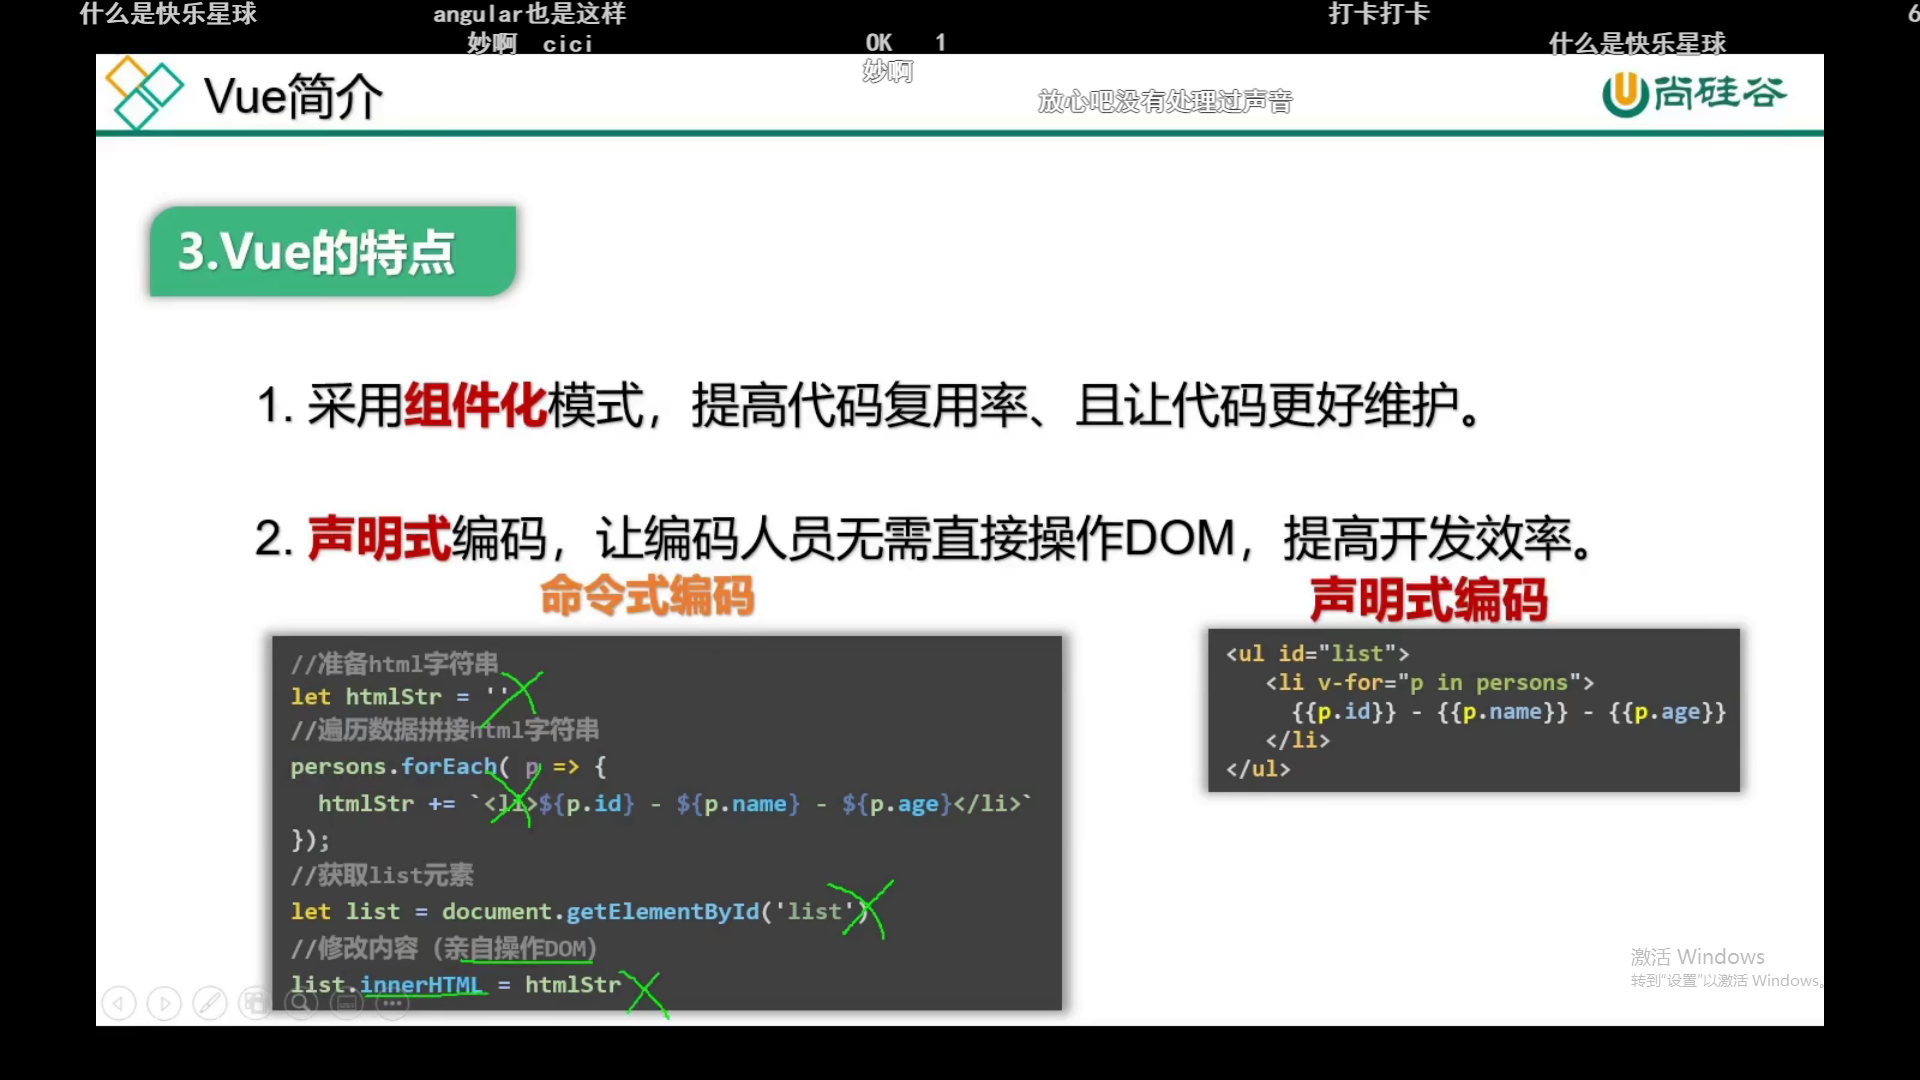 什么是快乐星球
angular也是这样
打卡打卡
6
妙啊
cici
OK
1
什么是快乐星球
妙啊
放心吧没有处理过声音
Vue简介
尚硅谷
3.Vue的特点
1. 采用组件化模式，提高代码复用率、且让代码更好维护。
2. 声明式编码，让编码人员无需直接操作DOM，提高开发效率。
命令式编码
//准备html字符串
let htmlStr = ''
//遍历数据拼接html字符串
persons.forEach( p => {
htmlStr += `<li>${p.id} - ${p.name} - ${p.age}</li>`
});
//获取list元素
let list = document.getElementById('list')
//修改内容（亲自操作DOM）
list.innerHTML = htmlStr
声明式编码
<ul id="list">
<li v-for="p in persons">
{{p.id}} - {{p.name}} - {{p.age}}
</li>
</ul>
激活 Windows
转到“设置”以激活 Windows。